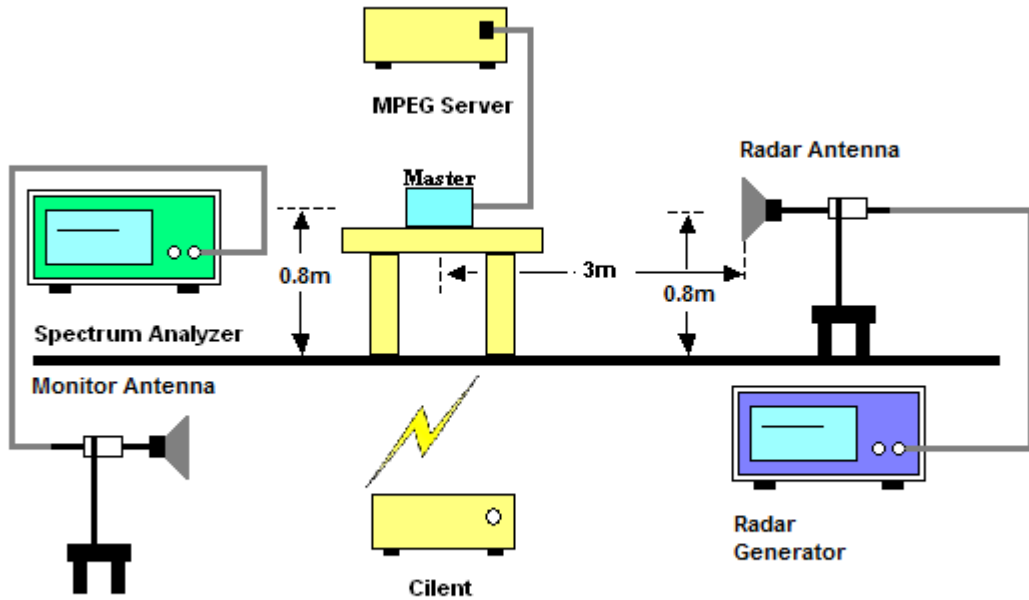 MPEG Server
Radar Antenna
Master
3m
0.8m
0.8m
Spectrum Analyzer
Monitor Antenna
Radar
Generator
Cilent